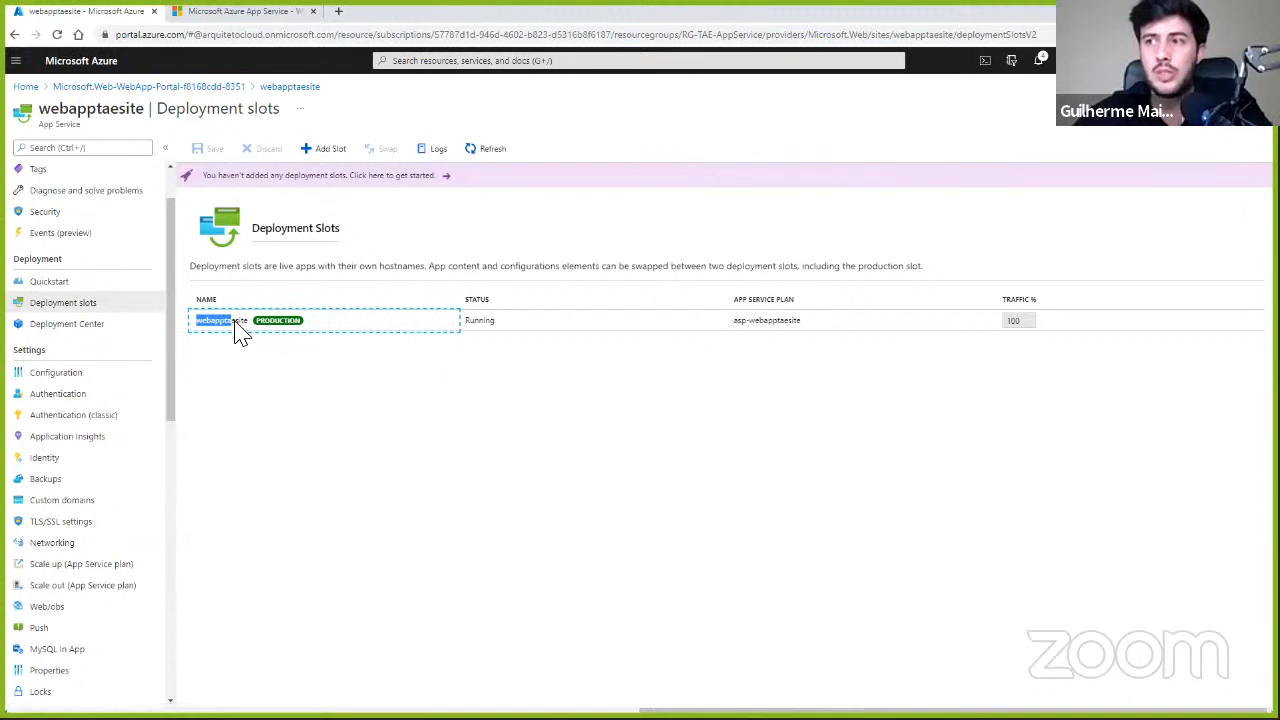 webapptaesite - Microsoft Azure
Microsoft Azure App Service - W
portal.azure.com/#@arquitetocloud.onmicrosoft.com/resource/subscriptions/57787d1d-946d-4602-b823-d5316b8f6187/resourcegroups/RG-TAE-AppService/providers/Microsoft.Web/sites/webapptaesite/deploymentSlotsV2
Microsoft Azure
Search resources, services, and docs (G+/)
4
Guilherme Mai...
Home > Microsoft.Web-WebApp-Portal-f8168cdd-8351 > webapptaesite
webapptaesite | Deployment slots ...
App Service
Search (Ctrl+/)
«
Save
Discard
Add Slot
Swap
Logs
Refresh
You haven't added any deployment slots. Click here to get started. →
Tags
Diagnose and solve problems
Security
Events (preview)
Deployment
Quickstart
Deployment slots
Deployment Center
Settings
Configuration
Authentication
Authentication (classic)
Application Insights
Identity
Backups
Custom domains
TLS/SSL settings
Networking
Scale up (App Service plan)
Scale out (App Service plan)
WebJobs
Push
MySQL In App
Properties
Locks
Deployment Slots
Deployment slots are live apps with their own hostnames. App content and configurations elements can be swapped between two deployment slots, including the production slot.
NAME STATUS APP SERVICE PLAN TRAFFIC %
webapptaesite PRODUCTION Running asp-webapptaesite 100
zoom